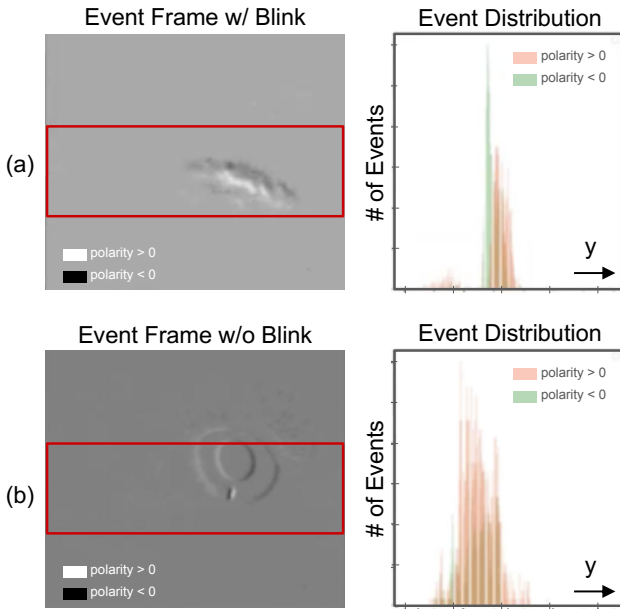 Event Frame w/ Blink
Event Distribution
(a)
polarity > 0
polarity < 0
# of Events
polarity > 0
polarity < 0
y
Event Frame w/o Blink
Event Distribution
(b)
polarity > 0
polarity < 0
# of Events
polarity > 0
polarity < 0
y